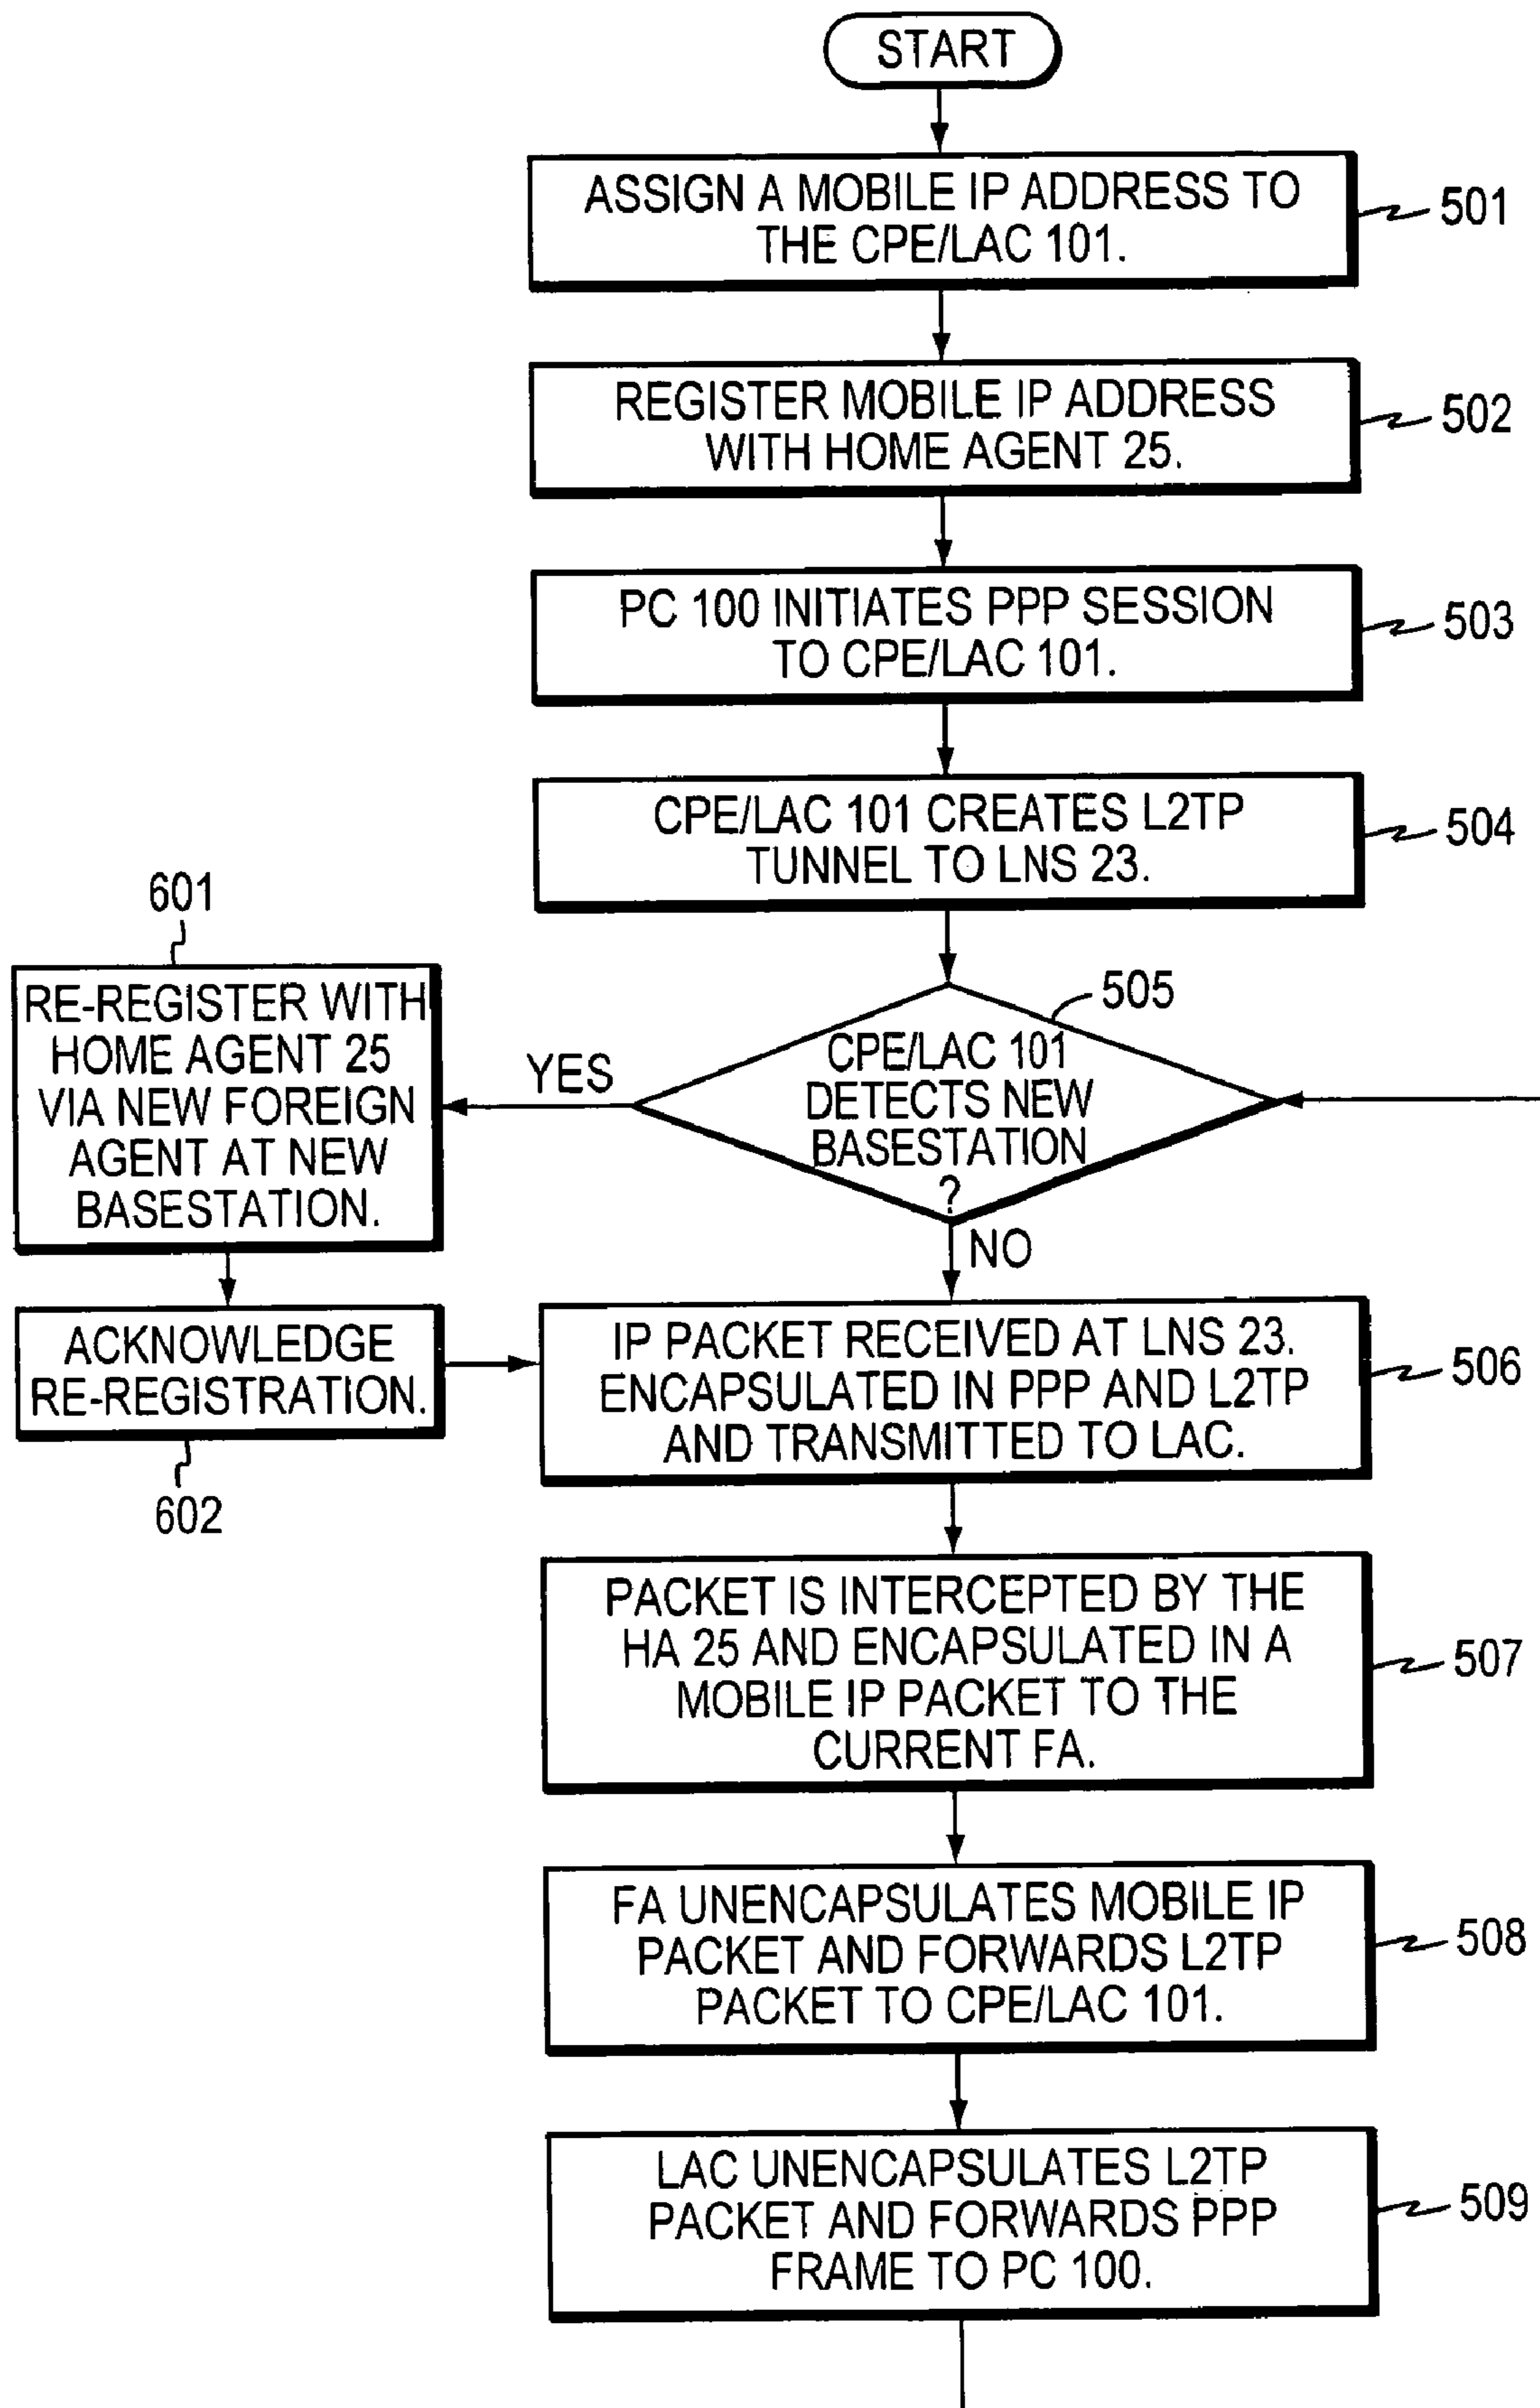 START
ASSIGN A MOBILE IP ADDRESS TO
THE CPE/LAC 101.
501
REGISTER MOBILE IP ADDRESS
WITH HOME AGENT 25.
502
PC 100 INITIATES PPP SESSION
TO CPE/LAC 101.
503
CPE/LAC 101 CREATES L2TP
TUNNEL TO LNS 23.
504
505
CPE/LAC 101
DETECTS NEW
BASESTATION
?
YES
NO
601
RE-REGISTER WITH
HOME AGENT 25
VIA NEW FOREIGN
AGENT AT NEW
BASESTATION.
ACKNOWLEDGE
RE-REGISTRATION.
602
IP PACKET RECEIVED AT LNS 23.
ENCAPSULATED IN PPP AND L2TP
AND TRANSMITTED TO LAC.
506
PACKET IS INTERCEPTED BY THE
HA 25 AND ENCAPSULATED IN A
MOBILE IP PACKET TO THE
CURRENT FA.
507
FA UNENCAPSULATES MOBILE IP
PACKET AND FORWARDS L2TP
PACKET TO CPE/LAC 101.
508
LAC UNENCAPSULATES L2TP
PACKET AND FORWARDS PPP
FRAME TO PC 100.
509